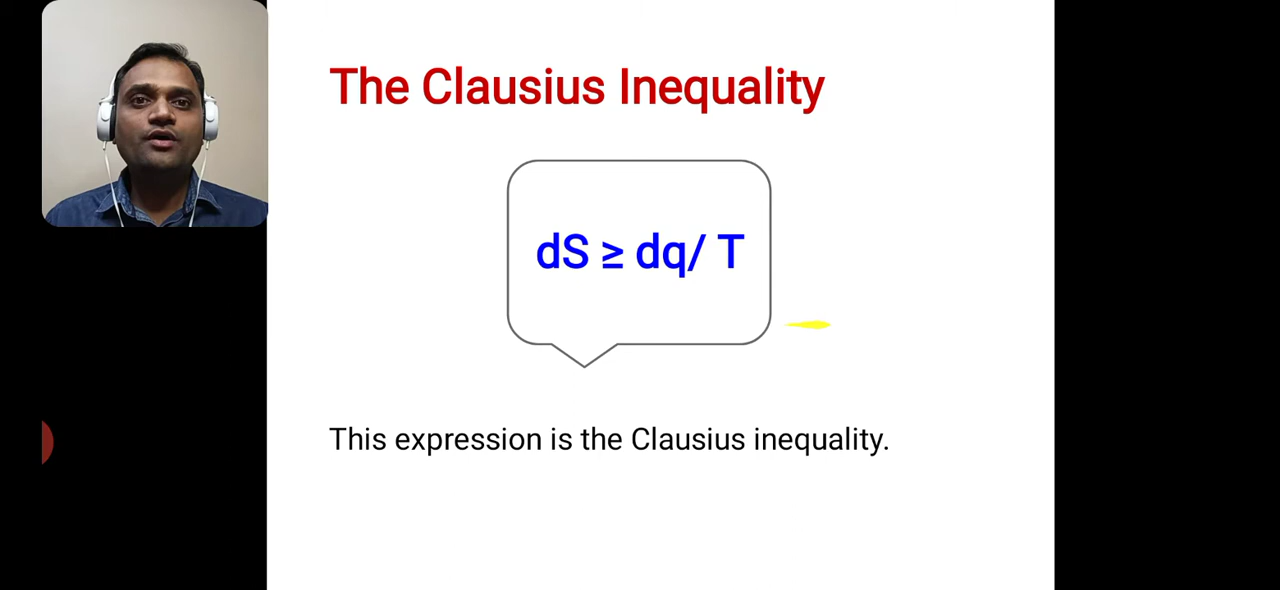 The Clausius Inequality
dS ≥ dq/ T
This expression is the Clausius inequality.